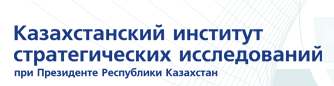 Казахстанский институт
стратегических исследований
при Президенте Республики Казахстан